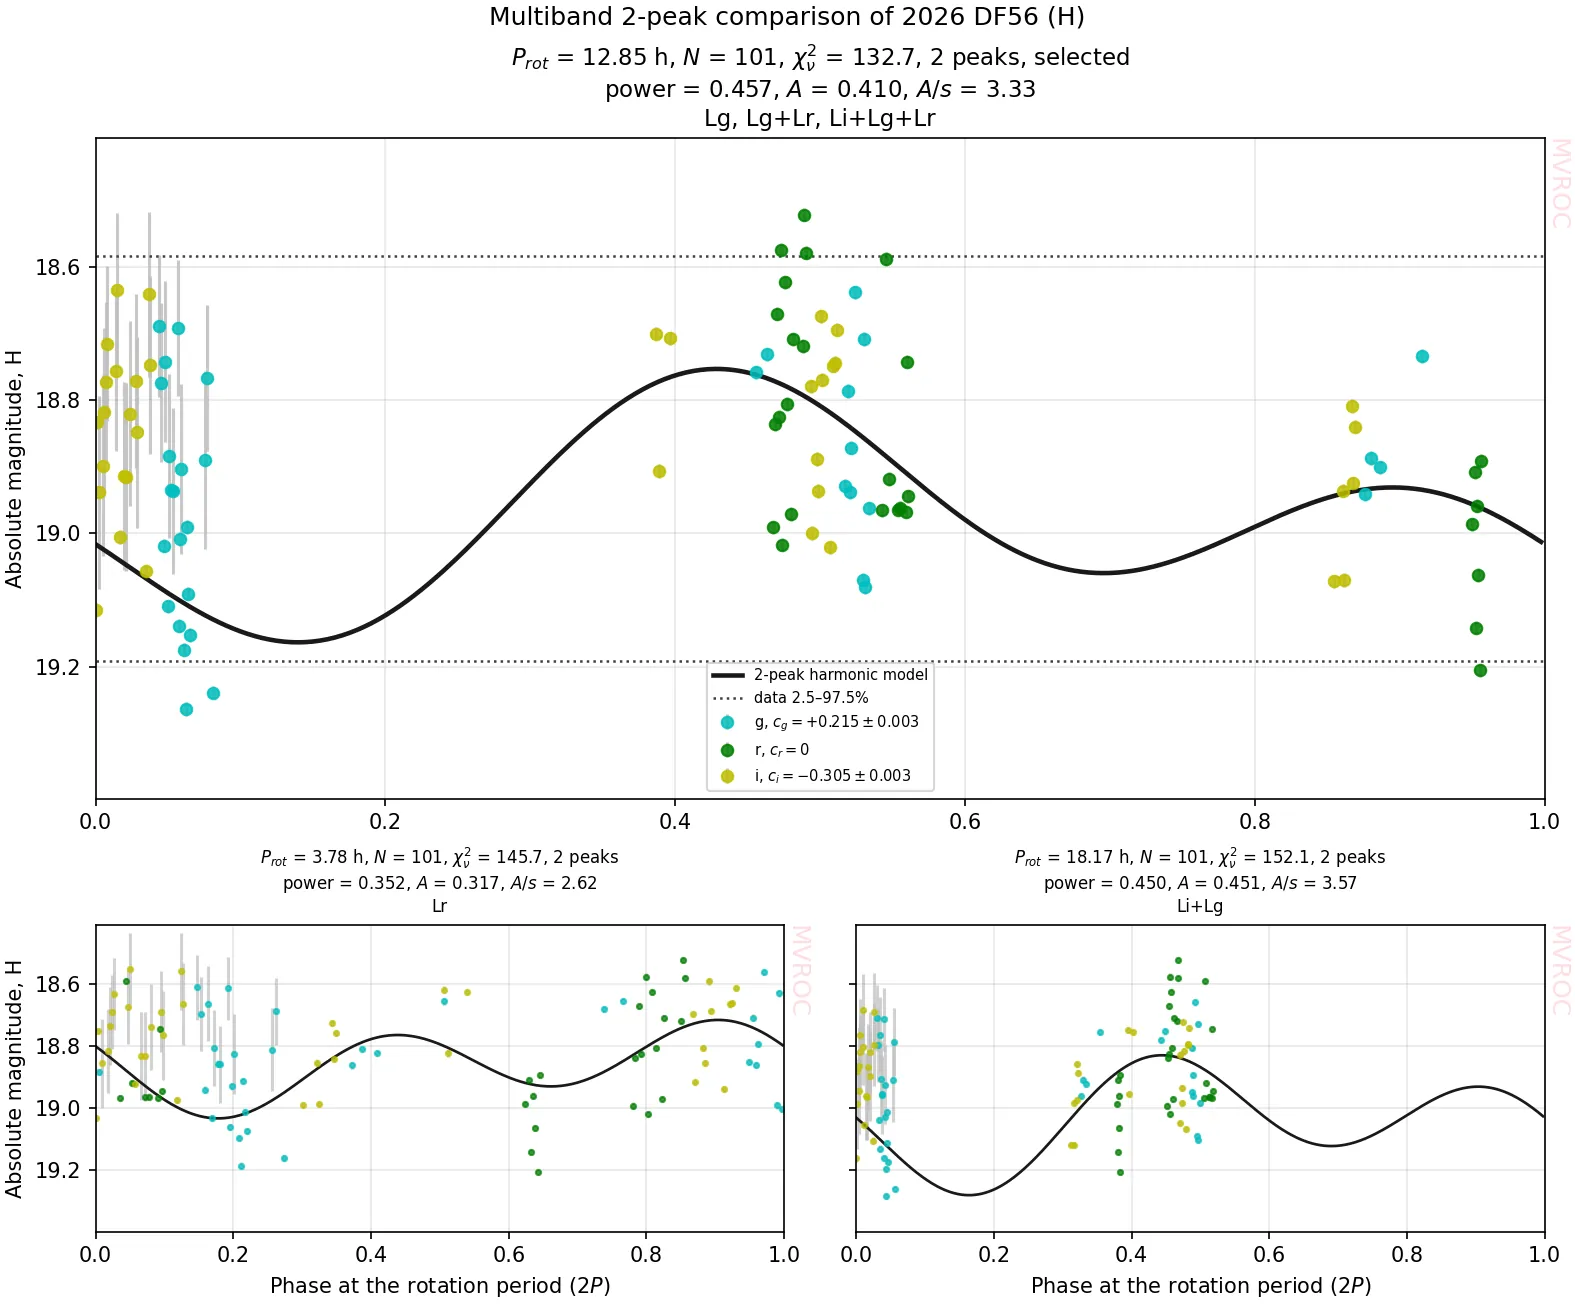 Multiband 2-peak comparison of 2026 DF56 (H)
P_rot = 12.85 h, N = 101, χ²_ν = 132.7, 2 peaks, selected
power = 0.457, A = 0.410, A/s = 3.33
Lg, Lg+Lr, Li+Lg+Lr
MVROC
Absolute magnitude, H
18.6
18.8
19.0
19.2
2-peak harmonic model
data 2.5–97.5%
g, c_g = +0.215 ± 0.003
r, c_r = 0
i, c_i = −0.305 ± 0.003
0.0 0.2 0.4 0.6 0.8 1.0
P_rot = 3.78 h, N = 101, χ²_ν = 145.7, 2 peaks
power = 0.352, A = 0.317, A/s = 2.62
Lr
MVROC
Absolute magnitude, H
18.6
18.8
19.0
19.2
0.0 0.2 0.4 0.6 0.8 1.0
Phase at the rotation period (2P)
P_rot = 18.17 h, N = 101, χ²_ν = 152.1, 2 peaks
power = 0.450, A = 0.451, A/s = 3.57
Li+Lg
MVROC
0.0 0.2 0.4 0.6 0.8 1.0
Phase at the rotation period (2P)